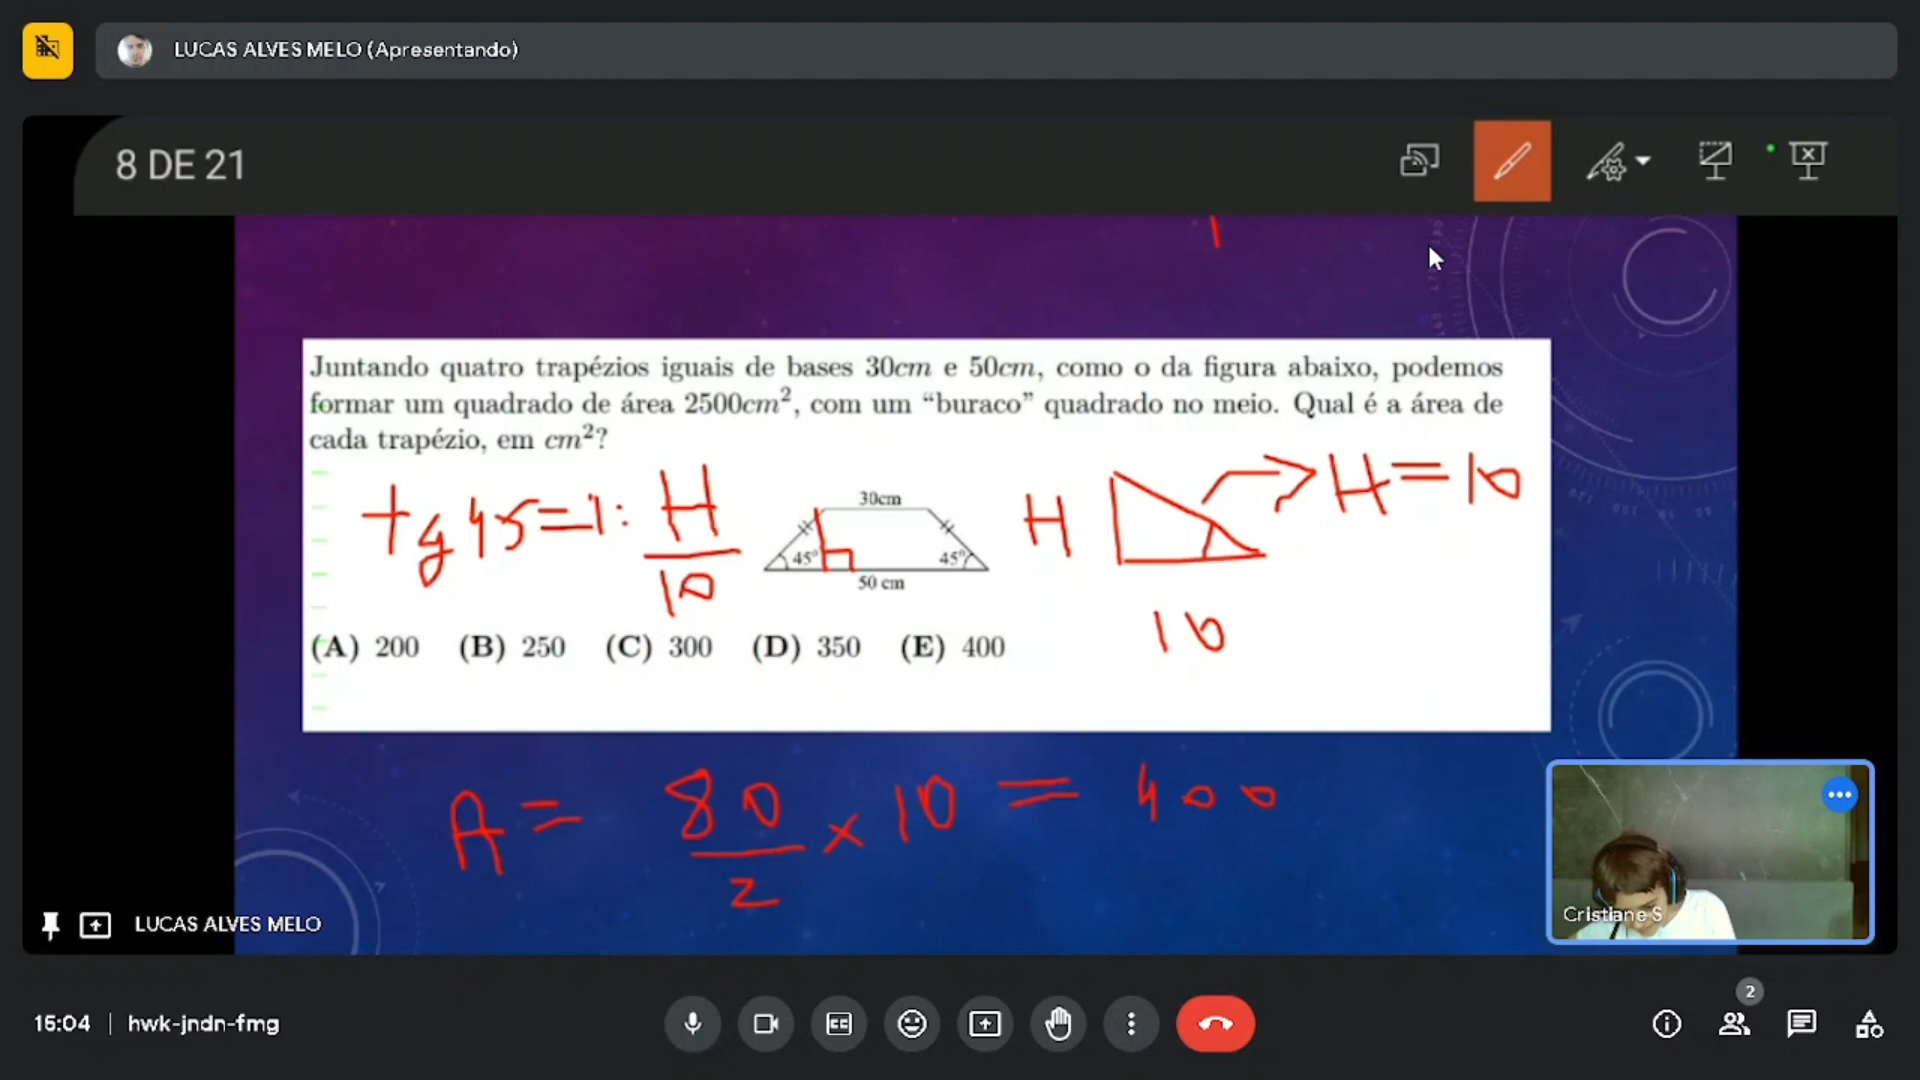 LUCAS ALVES MELO (Apresentando)
8 DE 21
Juntando quatro trapézios iguais de bases 30cm e 50cm, como o da figura abaixo, podemos
formar um quadrado de área 2500cm², com um “buraco” quadrado no meio. Qual é a área de
cada trapézio, em cm²?
tg 45=1: H/10
30cm
45°
45°
50 cm
H
10
H=10
(A) 200 (B) 250 (C) 300 (D) 350 (E) 400
A = 80/2 x 10 = 400
Cristiane S
LUCAS ALVES MELO
15:04 | hwk-jndn-fmg
2